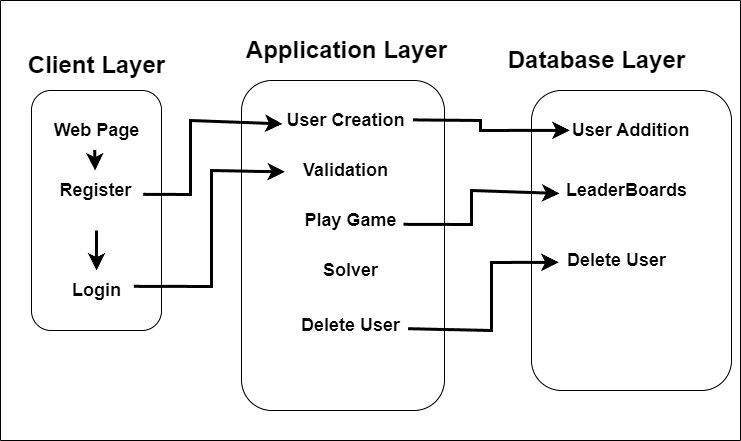 Client Layer
Web Page
Register
Login
Application Layer
User Creation
Validation
Play Game
Solver
Delete User
Database Layer
User Addition
LeaderBoards
Delete User